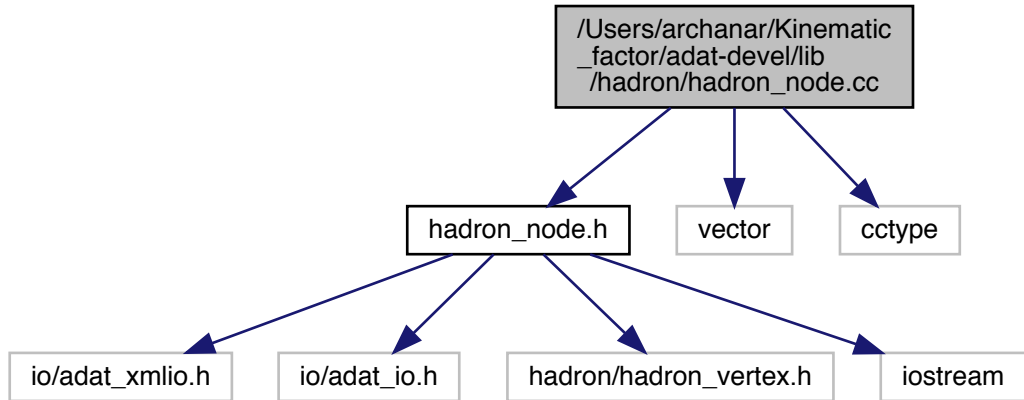 /Users/archanar/Kinematic
_factor/adat-devel/lib
/hadron/hadron_node.cc
hadron_node.h
vector
cctype
io/adat_xmlio.h
io/adat_io.h
hadron/hadron_vertex.h
iostream